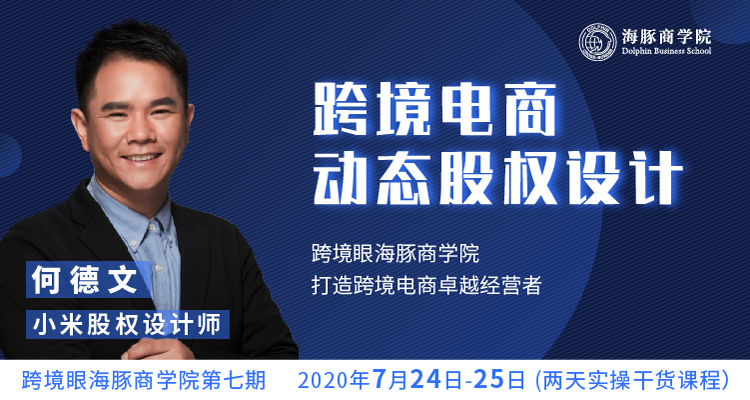 海豚商学院
Dolphin Business School
跨境电商
动态股权设计
跨境眼海豚商学院
打造跨境电商卓越经营者
何德文
小米股权设计师
跨境眼海豚商学院第七期 2020年7月24日-25日 (两天实操干货课程)